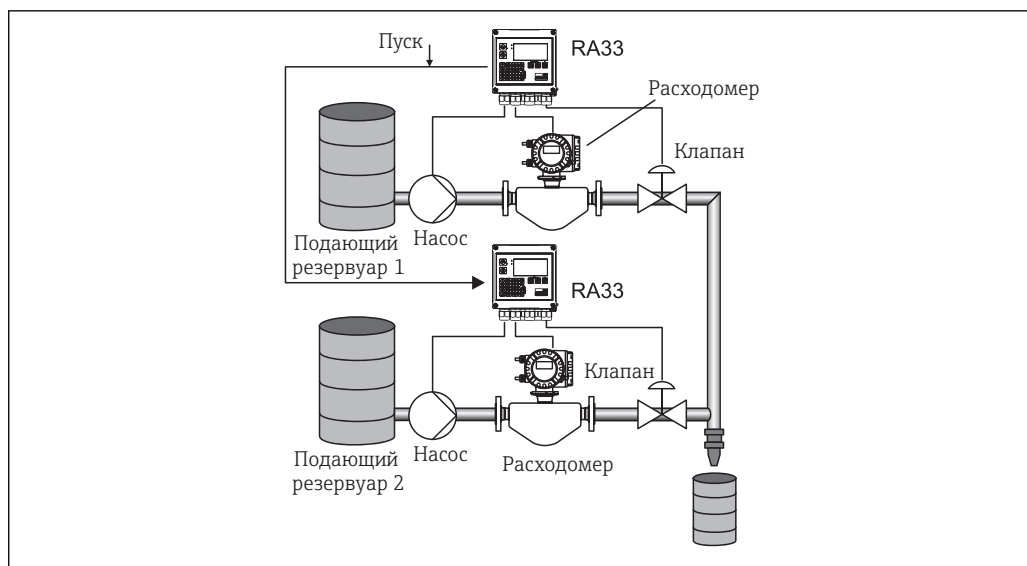 Пуск
RA33
Расходомер
Клапан
Подающий
резервуар 1
Насос
RA33
Клапан
Подающий
резервуар 2
Насос
Расходомер